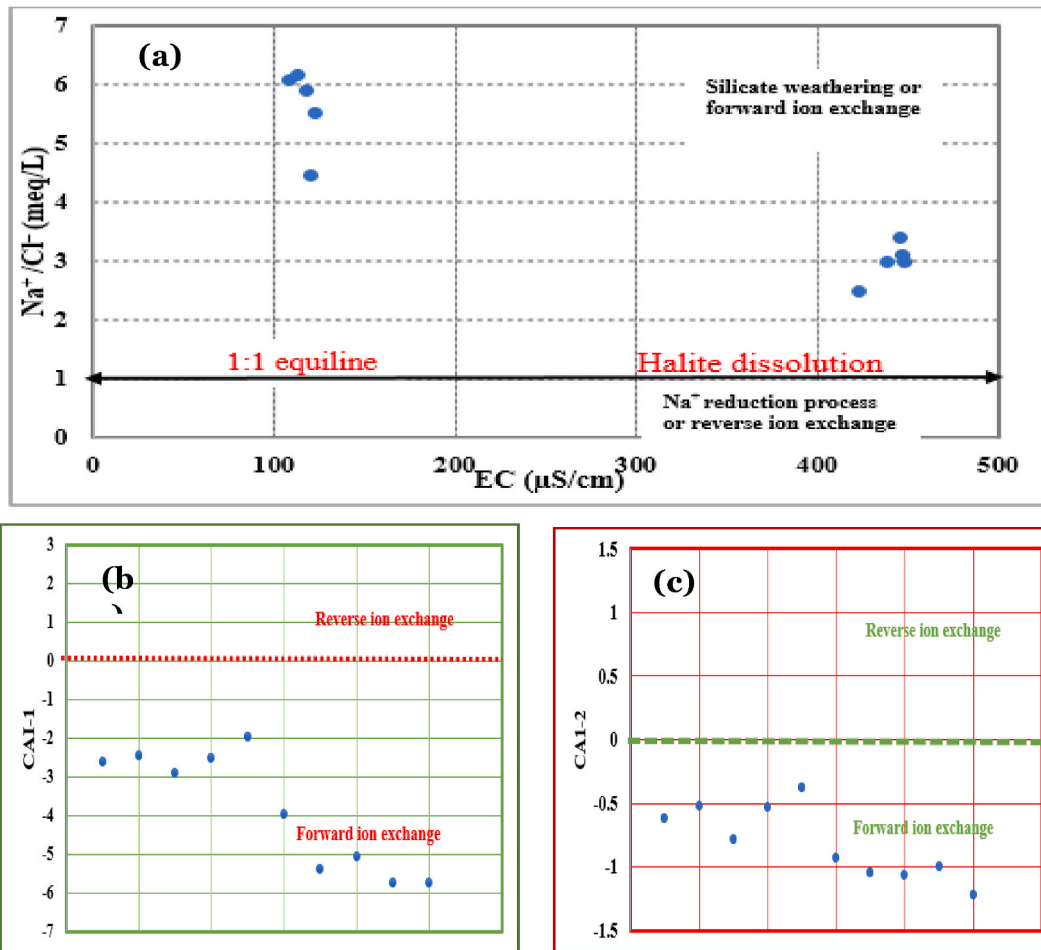 7
(a)
6
Silicate weathering or
forward ion exchange
5
4
3
2
1:1 equiline
Halite dissolution
1
Na⁺ reduction process
or reverse ion exchange
0
Na⁺/Cl⁻ (meq/L)
0 100 200 300 400 500
EC (µS/cm)
3
(b
)
2
1
Reverse ion exchange
0
-1
-2
-3
-4
Forward ion exchange
-5
-6
-7
CAI-1
1.5
(c)
1
Reverse ion exchange
0.5
0
-0.5
Forward ion exchange
-1
-1.5
CA1-2